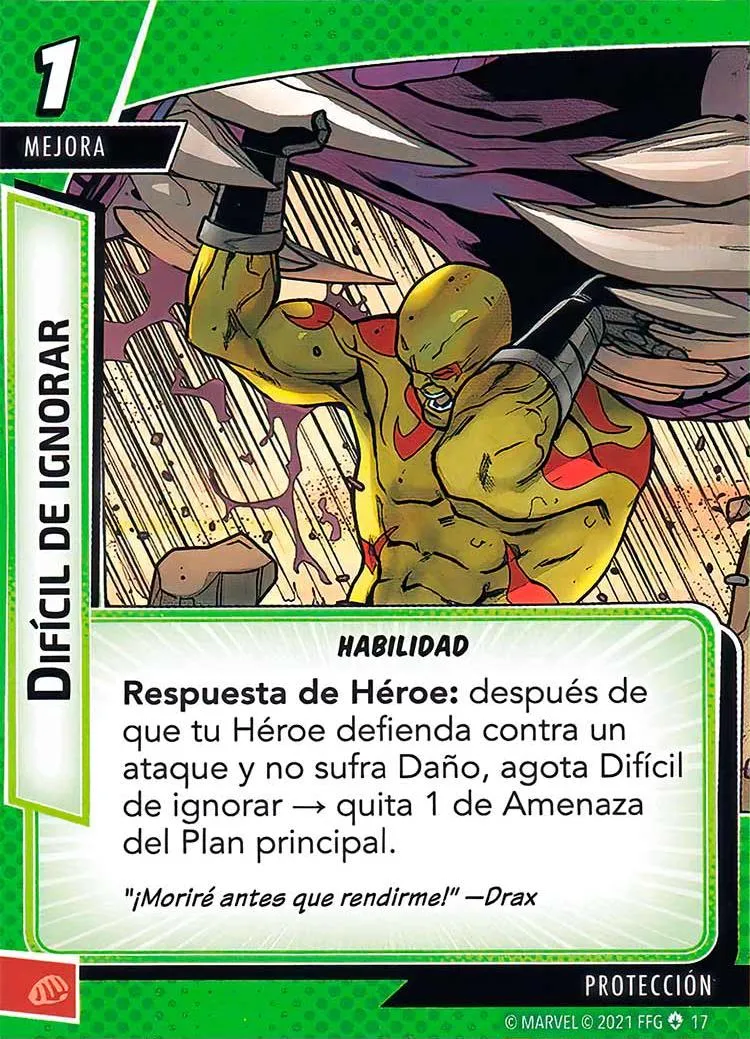 1
MEJORA
DIFÍCIL DE IGNORAR
HABILIDAD
Respuesta de Héroe: después de
que tu Héroe defienda contra un
ataque y no sufra Daño, agota Difícil
de ignorar → quita 1 de Amenaza
del Plan principal.
"¡Moriré antes que rendirme!" —Drax
PROTECCIÓN
© MARVEL © 2021 FFG 17